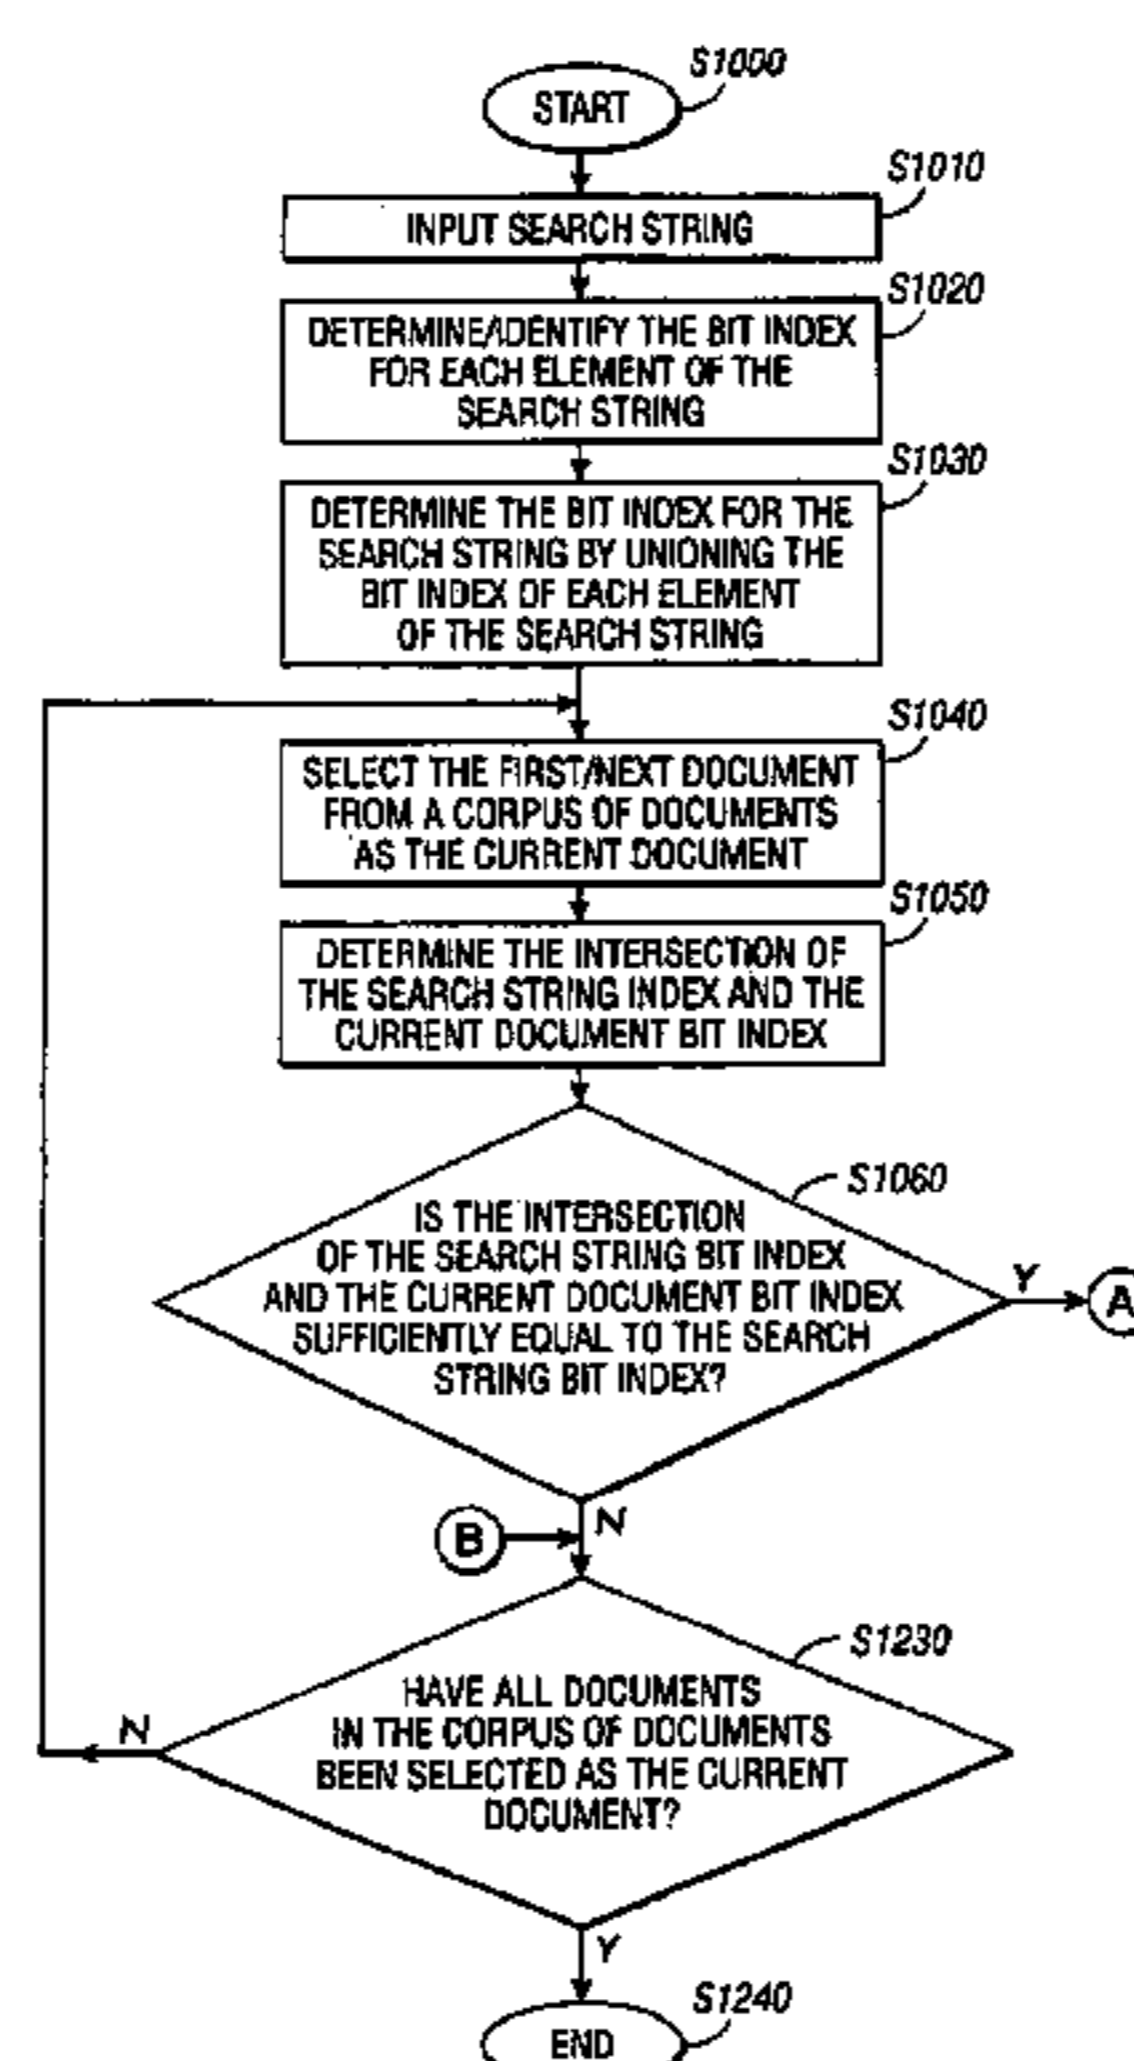 S1000
START
S1010
INPUT SEARCH STRING
S1020
DETERMINE/IDENTIFY THE BIT INDEX
FOR EACH ELEMENT OF THE
SEARCH STRING
S1030
DETERMINE THE BIT INDEX FOR THE
SEARCH STRING BY UNIONING THE
BIT INDEX OF EACH ELEMENT
OF THE SEARCH STRING
S1040
SELECT THE FIRST/NEXT DOCUMENT
FROM A CORPUS OF DOCUMENTS
AS THE CURRENT DOCUMENT
S1050
DETERMINE THE INTERSECTION OF
THE SEARCH STRING INDEX AND THE
CURRENT DOCUMENT BIT INDEX
S1060
IS THE INTERSECTION
OF THE SEARCH STRING BIT INDEX
AND THE CURRENT DOCUMENT BIT INDEX
SUFFICIENTLY EQUAL TO THE SEARCH
STRING BIT INDEX?
Y
A
N
B
S1230
HAVE ALL DOCUMENTS
IN THE CORPUS OF DOCUMENTS
BEEN SELECTED AS THE CURRENT
DOCUMENT?
N
Y
S1240
END